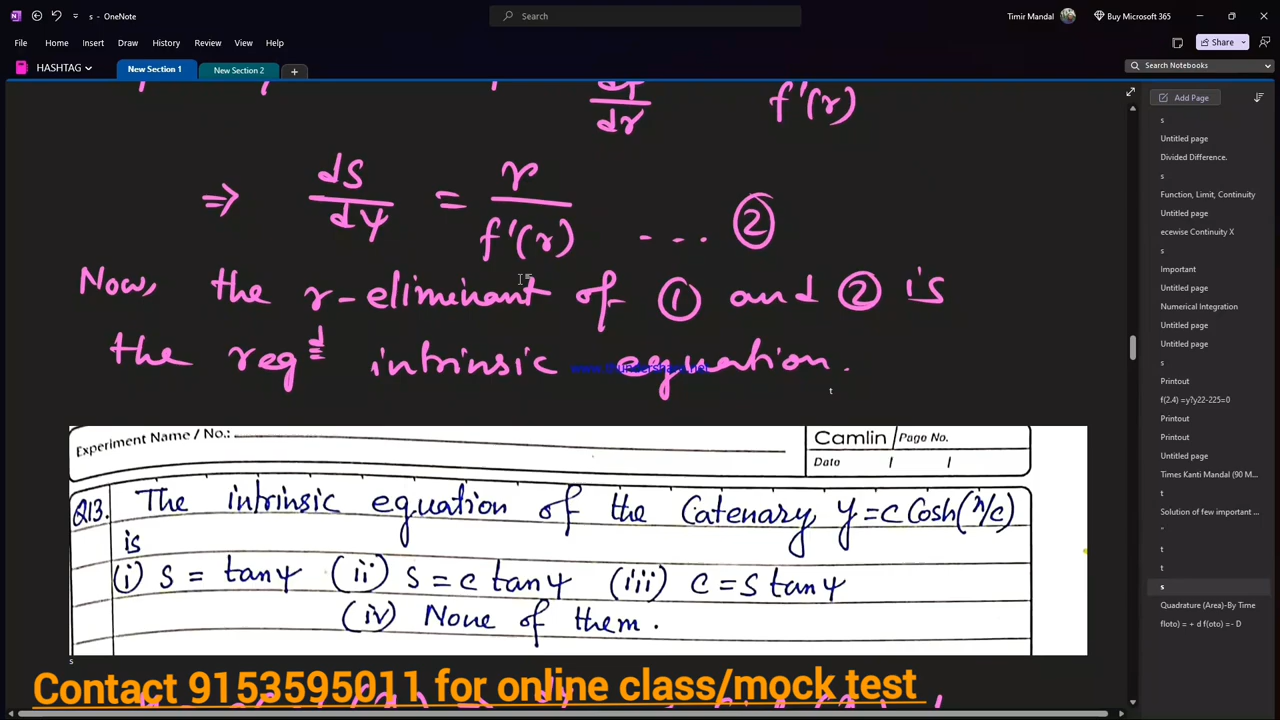 s - OneNote
Search
Timir Mandal
Buy Microsoft 365
File Home Insert Draw History Review View Help
Share
HASHTAG
New Section 1
New Section 2
+
Search Notebooks
Add Page
dr f'(r)
⇒ ds/dψ = r/f'(r) ... ②
Now, the r-eliminant of ① and ② is
the reqd intrinsic equation.
t
Experiment Name / No.:
Camlin Page No.
Date
Q13. The intrinsic equation of the Catenary y = c Cosh(x/c)
is
(i) S = tanψ (ii) S = c tanψ (iii) c = S tanψ
(iv) None of them.
s
Contact 9153595011 for online class/mock test
s
Untitled page
Divided Difference.
s
Function, Limit, Continuity
Untitled page
ecewise Continuity X
s
Important
Untitled page
Numerical Integration
Untitled page
Untitled page
s
Printout
f(2.4) =y?y22-225=0
Printout
Printout
Untitled page
Times Kanti Mandal (90 M...
t
Solution of few important ...
"
t
t
s
Quadrature (Area)-By Time
floto) = + d f(oto) =- D